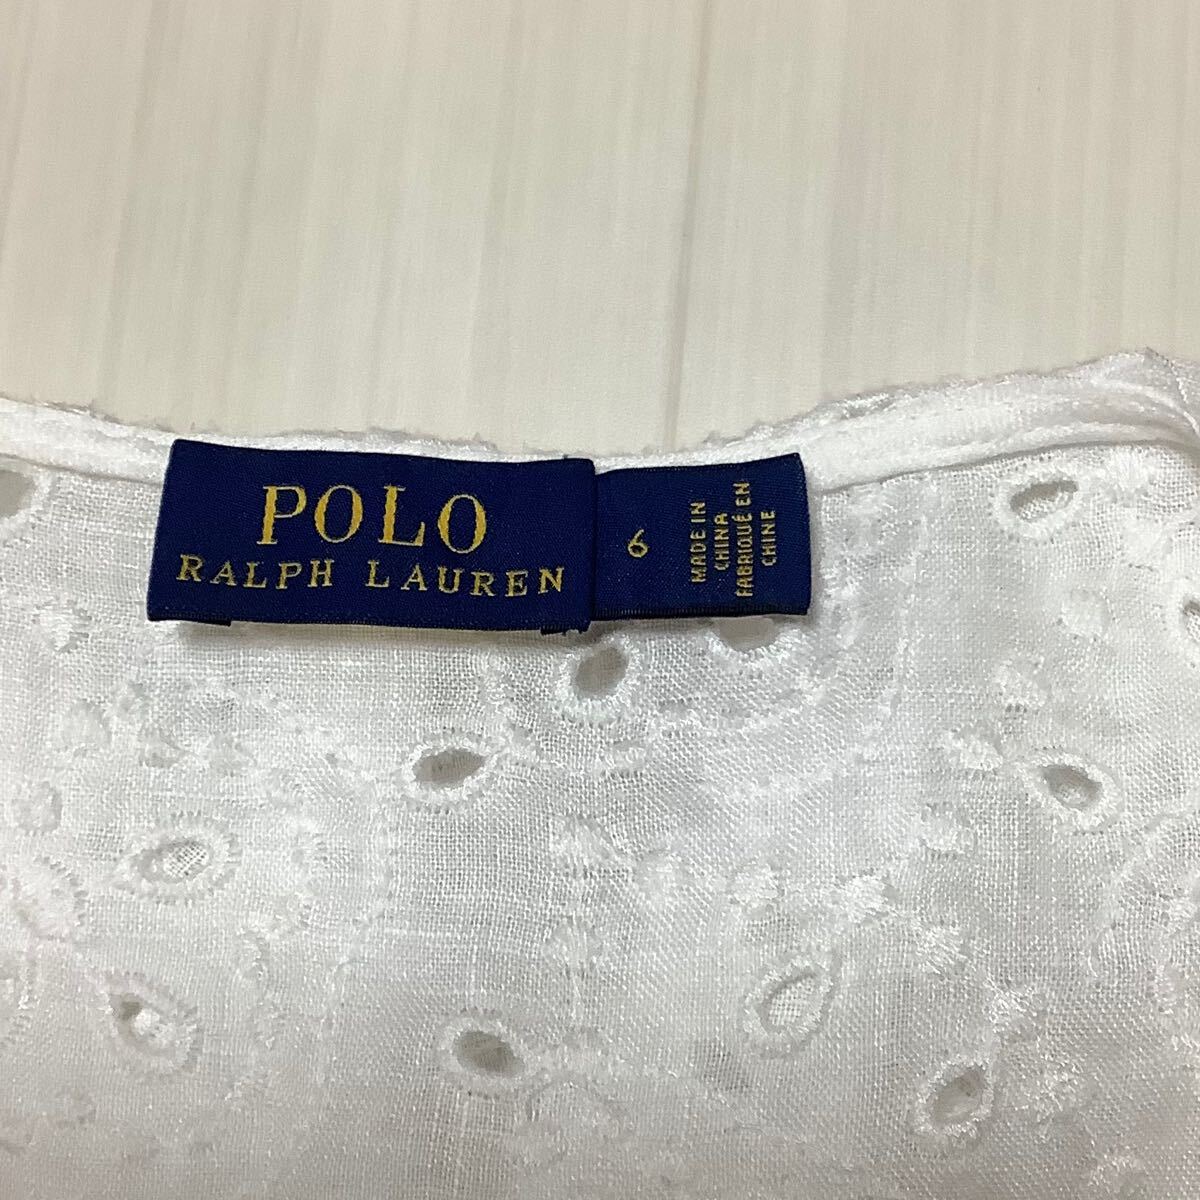 POLO
RALPH LAUREN
6
MADE IN
CHINA
FABRIQUÉ EN
CHINE